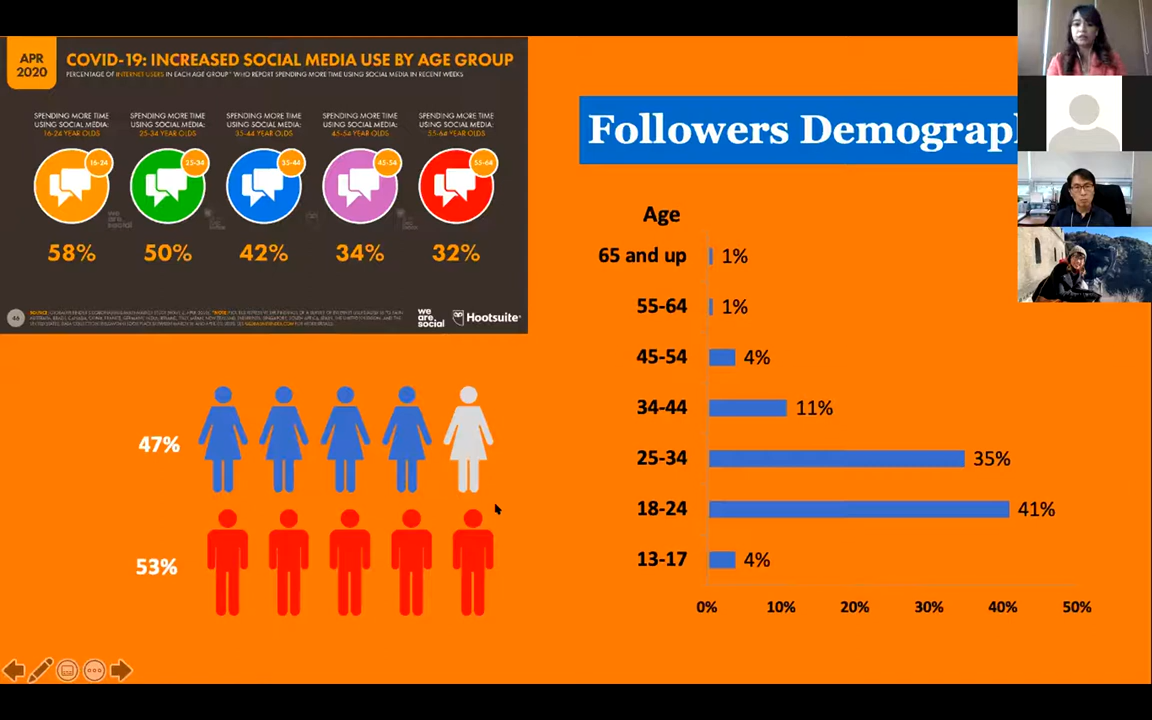 APR
2020
COVID-19: INCREASED SOCIAL MEDIA USE BY AGE GROUP
PERCENTAGE OF INTERNET USERS IN EACH AGE GROUP* WHO REPORT SPENDING MORE TIME USING SOCIAL MEDIA IN RECENT WEEKS
SPENDING MORE TIME
USING SOCIAL MEDIA:
16-24 YEAR OLDS
SPENDING MORE TIME
USING SOCIAL MEDIA:
25-34 YEAR OLDS
SPENDING MORE TIME
USING SOCIAL MEDIA:
35-44 YEAR OLDS
SPENDING MORE TIME
USING SOCIAL MEDIA:
45-54 YEAR OLDS
SPENDING MORE TIME
USING SOCIAL MEDIA:
55-64 YEAR OLDS
16-24
25-34
35-44
45-54
55-64
we
are
social
58%
50%
42%
34%
32%
46
we
are
social
Hootsuite
Followers Demograp
Age
65 and up
1%
55-64
1%
45-54
4%
34-44
11%
25-34
35%
18-24
41%
13-17
4%
0%
10%
20%
30%
40%
50%
47%
53%